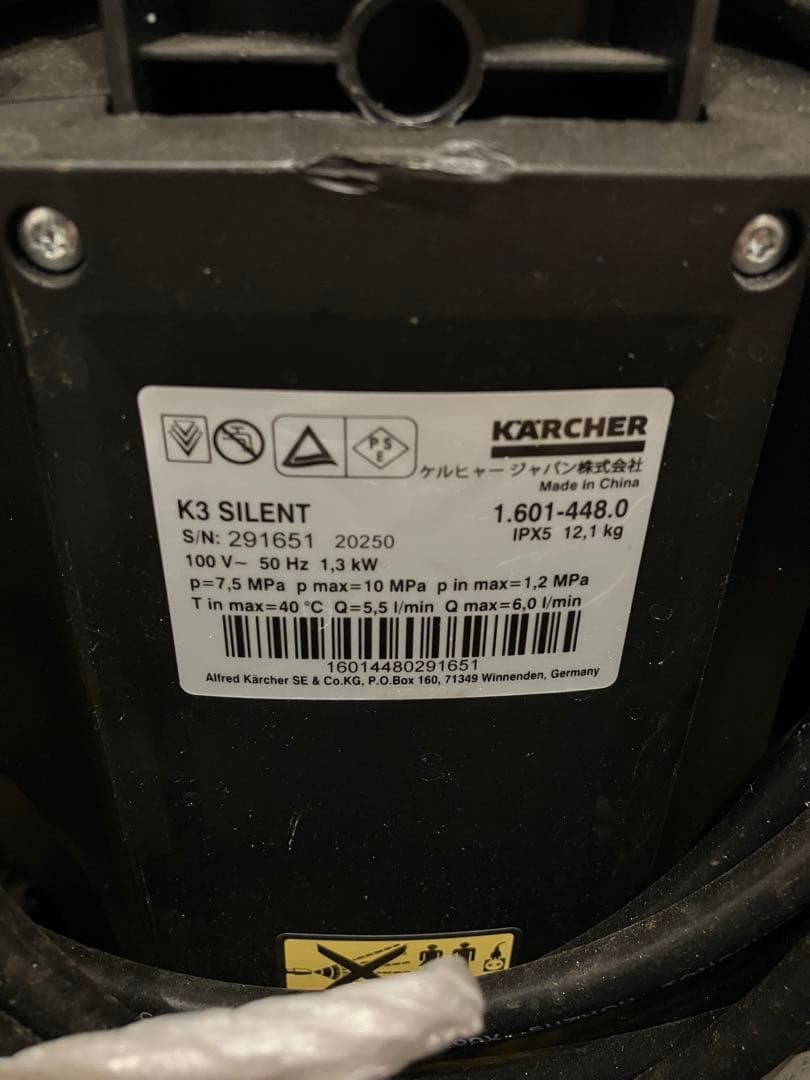 KÄRCHER
PS
E
ケルヒャー ジャパン株式会社
Made in China
K3 SILENT
1.601-448.0
S/N: 291651 20250
IPX5 12,1 kg
100 V~ 50 Hz 1,3 kW
p=7,5 MPa p max=10 MPa p in max=1,2 MPa
T in max=40 °C Q=5,5 l/min Q max=6,0 l/min
16014480291651
Alfred Kärcher SE & Co.KG, P.O.Box 160, 71349 Winnenden, Germany